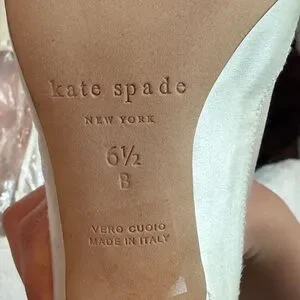 kate spade
NEW YORK
6½
B
VERO CUOIO
MADE IN ITALY